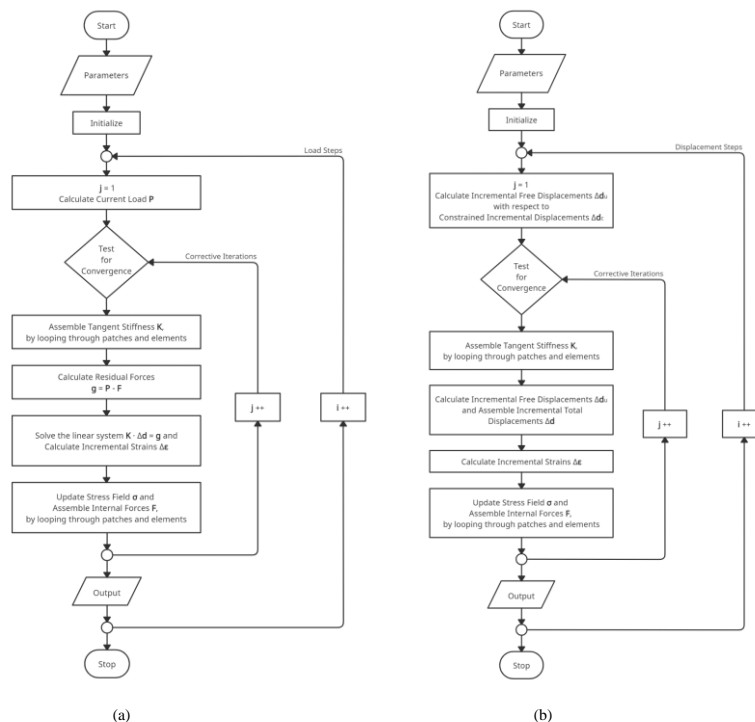 Start
Parameters
Initialize
Load Steps
j = 1
Calculate Current Load P
Test
for
Convergence
Corrective Iterations
Assemble Tangent Stiffness K,
by looping through patches and elements
Calculate Residual Forces
g = P - F
j ++
i ++
Solve the linear system K · Δd = g and
Calculate Incremental Strains Δε
Update Stress Field σ and
Assemble Internal Forces F,
by looping through patches and elements
Output
Stop
(a)
Start
Parameters
Initialize
Displacement Steps
j = 1
Calculate Incremental Free Displacements Δdᵤ
with respect to
Constrained Incremental Displacements Δd꜀
Test
for
Convergence
Corrective Iterations
Assemble Tangent Stiffness K,
by looping through patches and elements
Calculate Incremental Free Displacements Δdᵤ
and Assemble Incremental Total
Displacements Δd
j ++
i ++
Calculate Incremental Strains Δε
Update Stress Field σ and
Assemble Internal Forces F,
by looping through patches and elements
Output
Stop
(b)